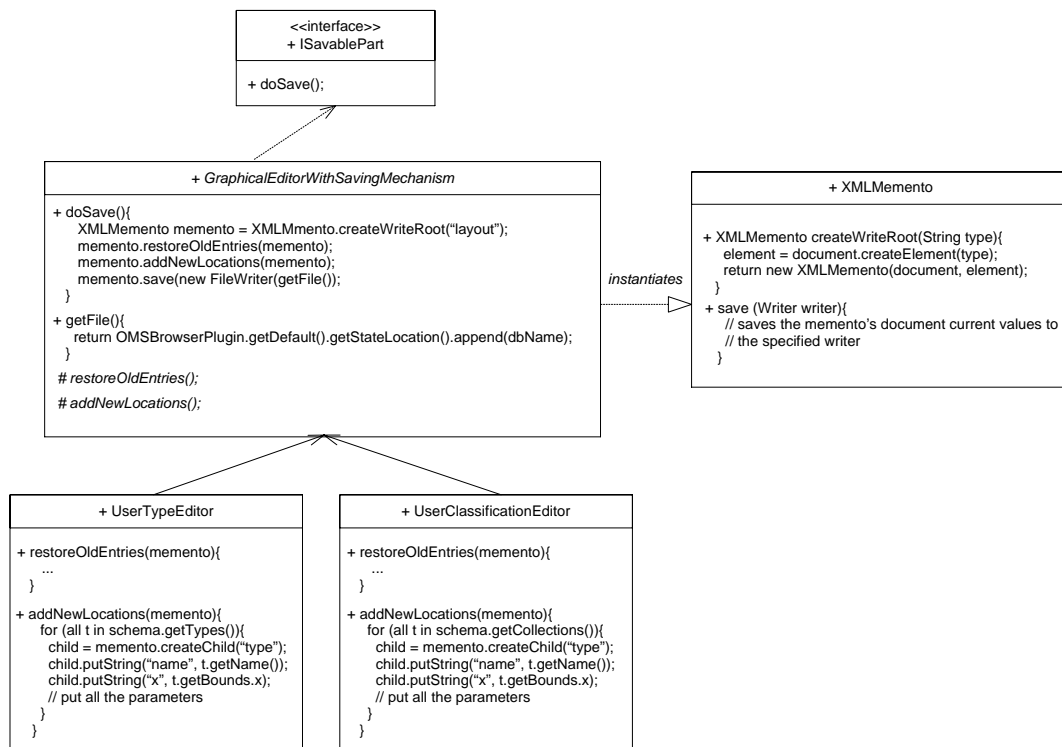 <<interface>>
+ ISavablePart
+ doSave();
+ GraphicalEditorWithSavingMechanism
+ doSave(){
XMLMemento memento = XMLMmento.createWriteRoot(“layout”);
memento.restoreOldEntries(memento);
memento.addNewLocations(memento);
memento.save(new FileWriter(getFile());
}
+ getFile(){
return OMSBrowserPlugin.getDefault().getStateLocation().append(dbName);
}
# restoreOldEntries();
# addNewLocations();
instantiates
+ XMLMemento
+ XMLMemento createWriteRoot(String type){
element = document.createElement(type);
return new XMLMemento(document, element);
}
+ save (Writer writer){
// saves the memento’s document current values to
// the specified writer
}
+ UserTypeEditor
+ restoreOldEntries(memento){
...
}
+ addNewLocations(memento){
for (all t in schema.getTypes()){
child = memento.createChild(“type”);
child.putString(“name”, t.getName());
child.putString(“x”, t.getBounds.x);
// put all the parameters
}
}
+ UserClassificationEditor
+ restoreOldEntries(memento){
...
}
+ addNewLocations(memento){
for (all t in schema.getCollections()){
child = memento.createChild(“type”);
child.putString(“name”, t.getName());
child.putString(“x”, t.getBounds.x);
// put all the parameters
}
}